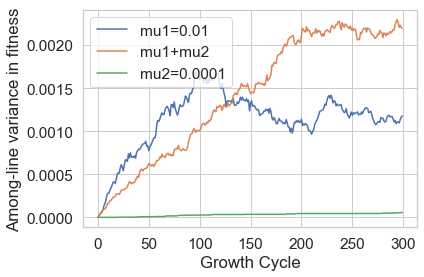 Among-line variance in fitness
0.0020
0.0015
0.0010
0.0005
0.0000
mu1=0.01
mu1+mu2
mu2=0.0001
0 50 100 150 200 250 300
Growth Cycle